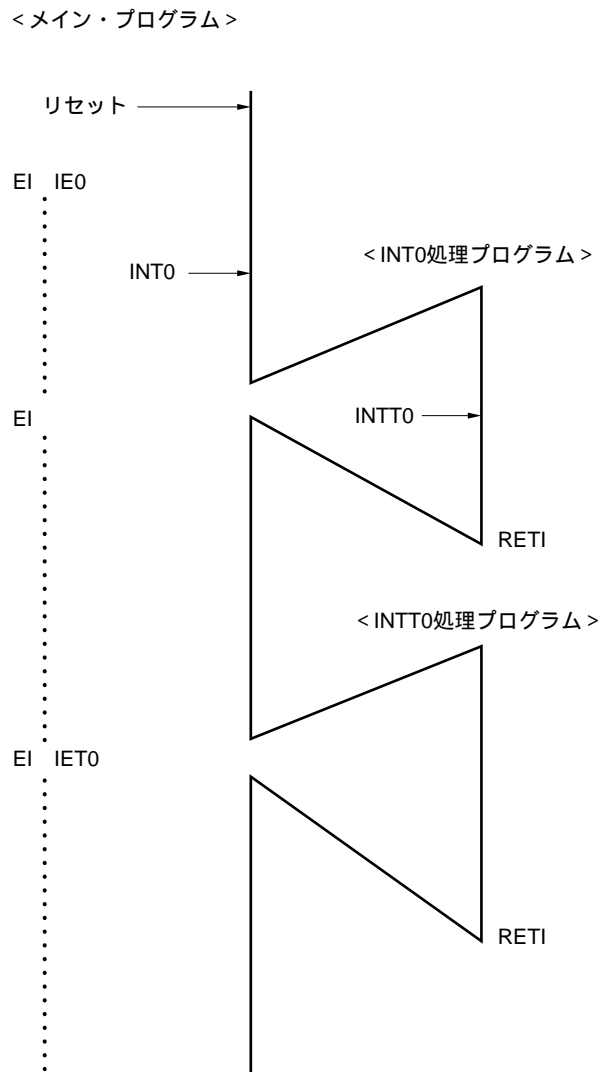 <メイン・プログラム>
リセット
EI IE0
INT0
<INT0処理プログラム>
EI
INTT0
RETI
<INTT0処理プログラム>
EI IET0
RETI